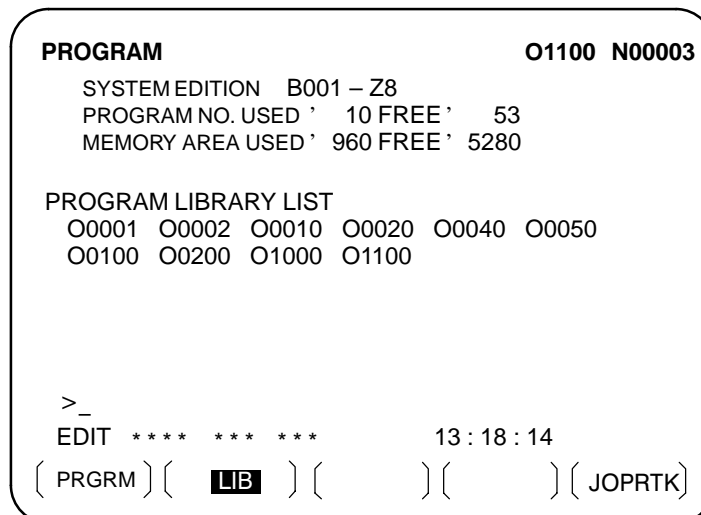 PROGRAM O1100 N00003
SYSTEM EDITION B001 – Z8
PROGRAM NO. USED ’ 10 FREE ’ 53
MEMORY AREA USED ’ 960 FREE ’ 5280
PROGRAM LIBRARY LIST
O0001 O0002 O0010 O0020 O0040 O0050
O0100 O0200 O1000 O1100
>_
EDIT **** *** *** 13 : 18 : 14
[ PRGRM ] [ LIB ] [ ] [ ] [ JOPRTK]